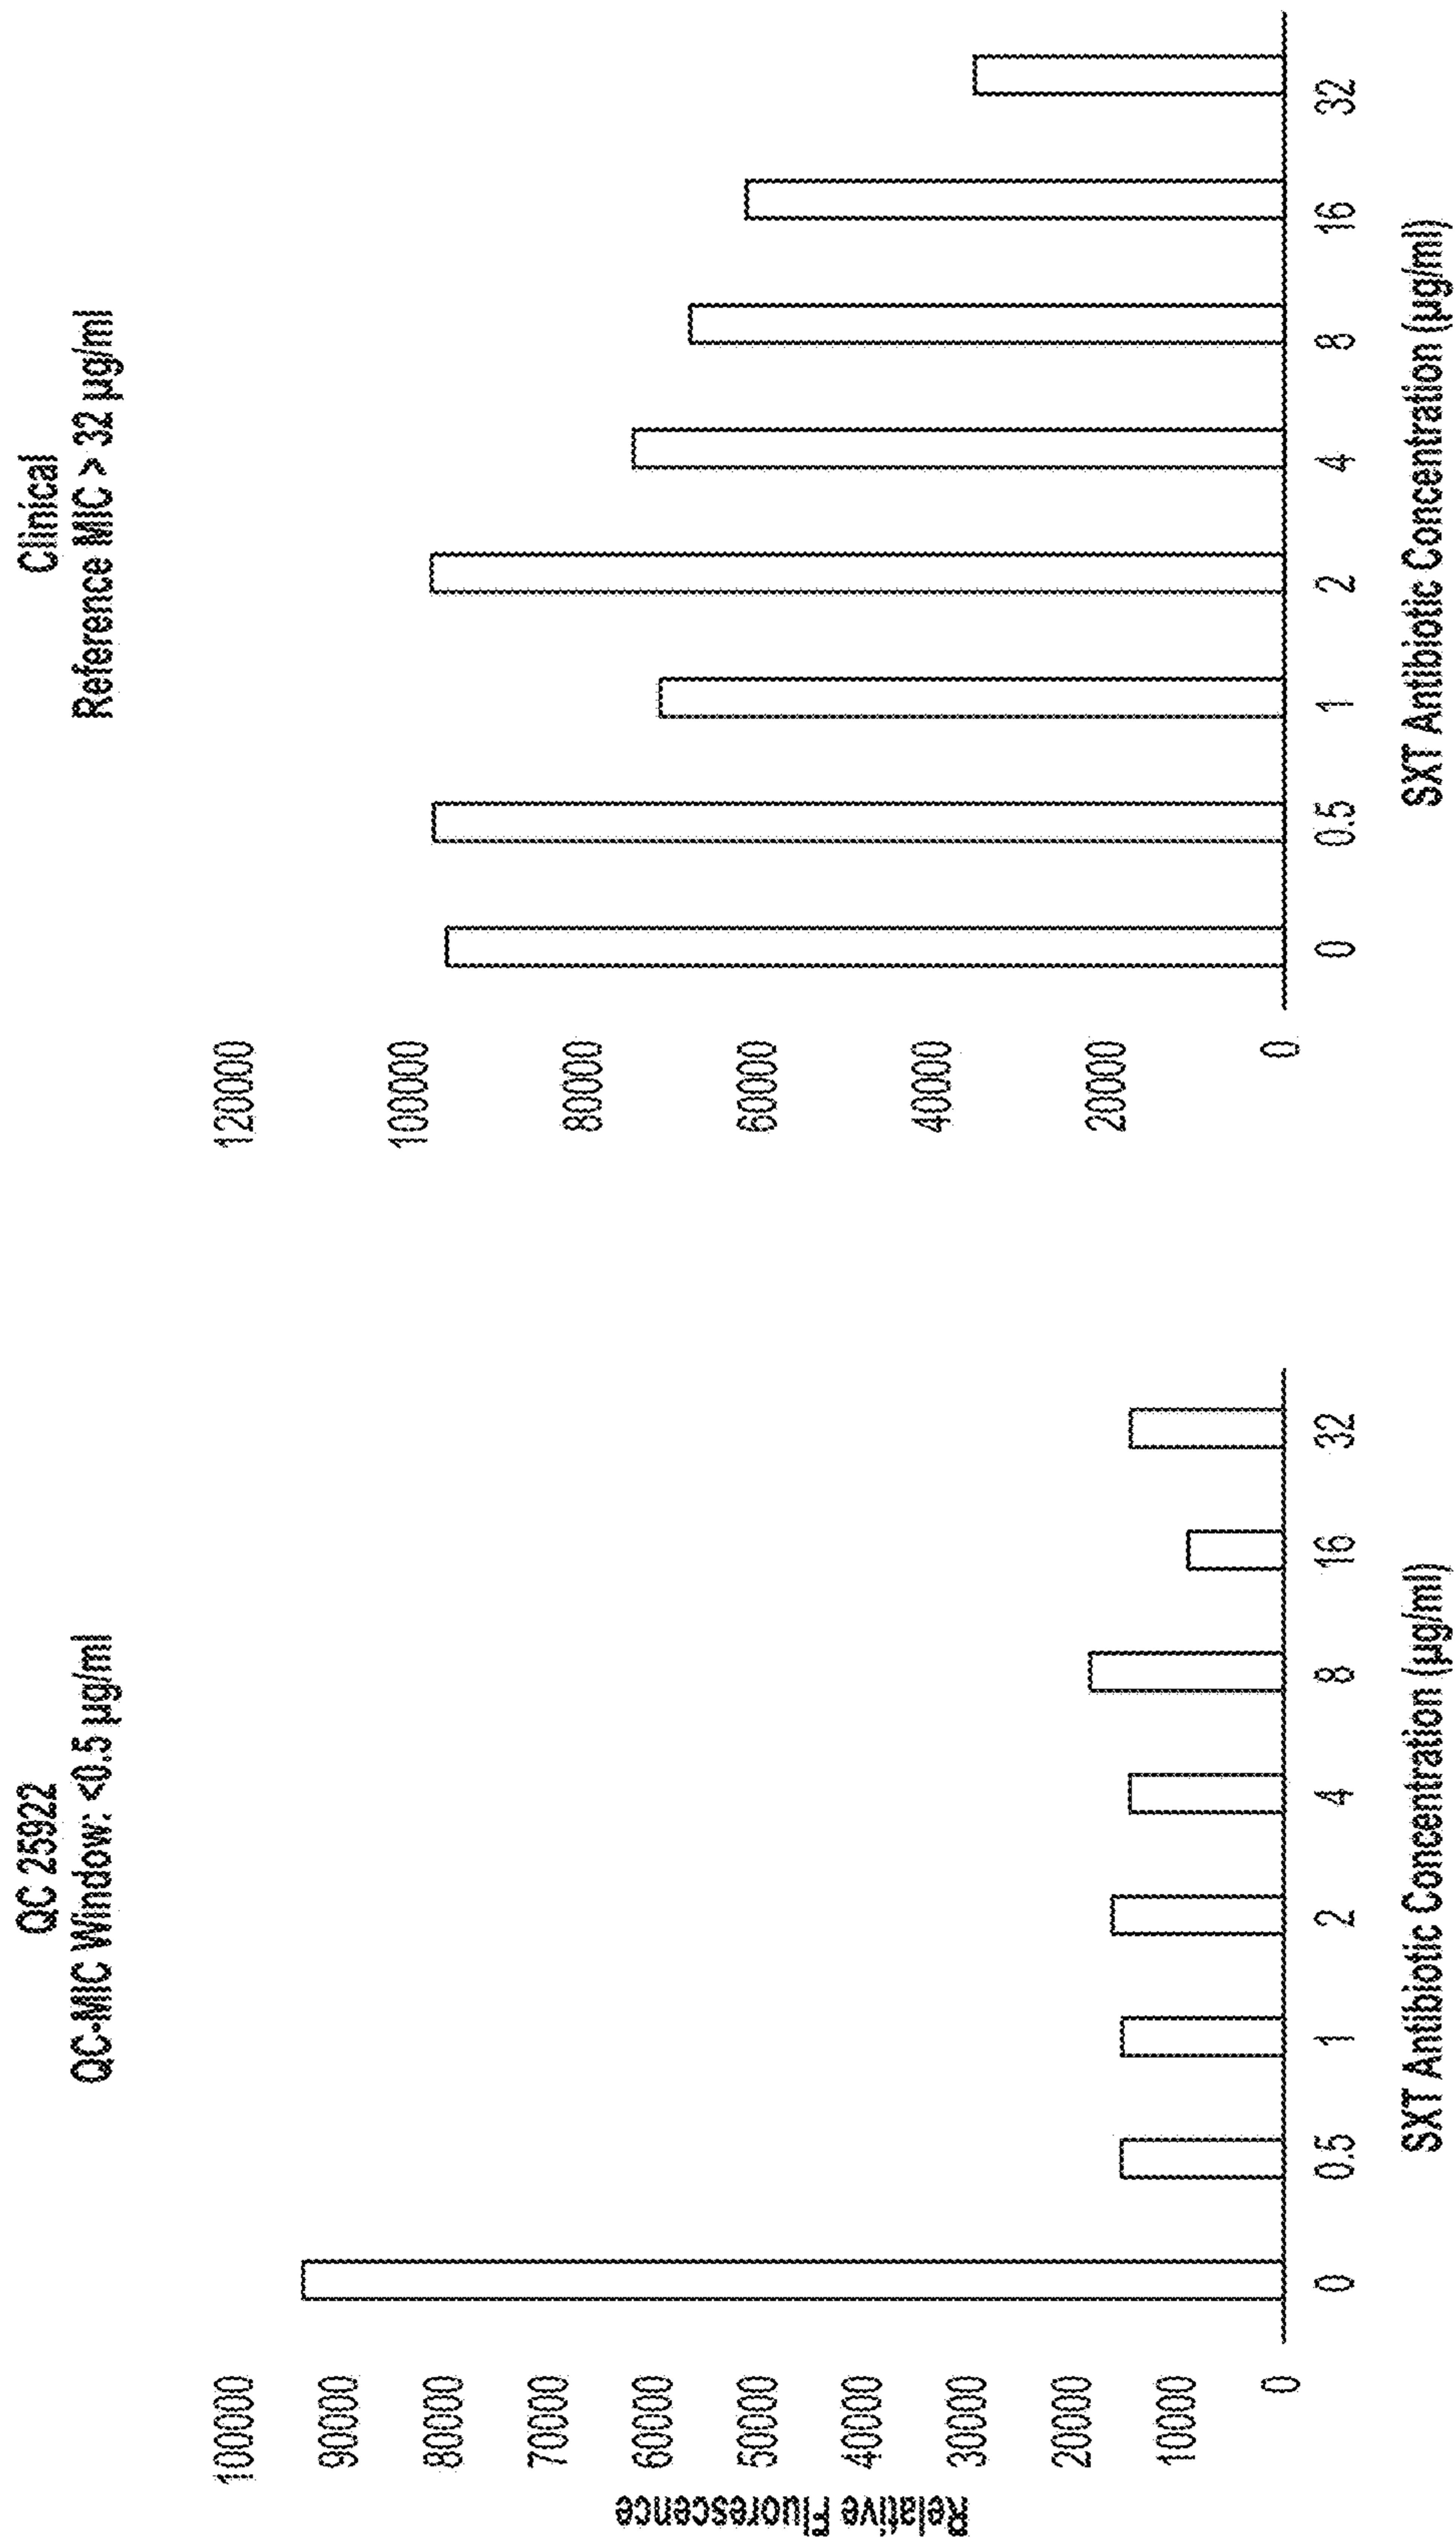 QC 25922
QC-MIC Window: <0.5 µg/ml
Relative Fluorescence
100000
90000
80000
70000
60000
50000
40000
30000
20000
10000
0
0 0.5 1 2 4 8 16 32
SXT Antibiotic Concentration (µg/ml)
Clinical
Reference MIC > 32 µg/ml
120000
100000
80000
60000
40000
20000
0
0 0.5 1 2 4 8 16 32
SXT Antibiotic Concentration (µg/ml)